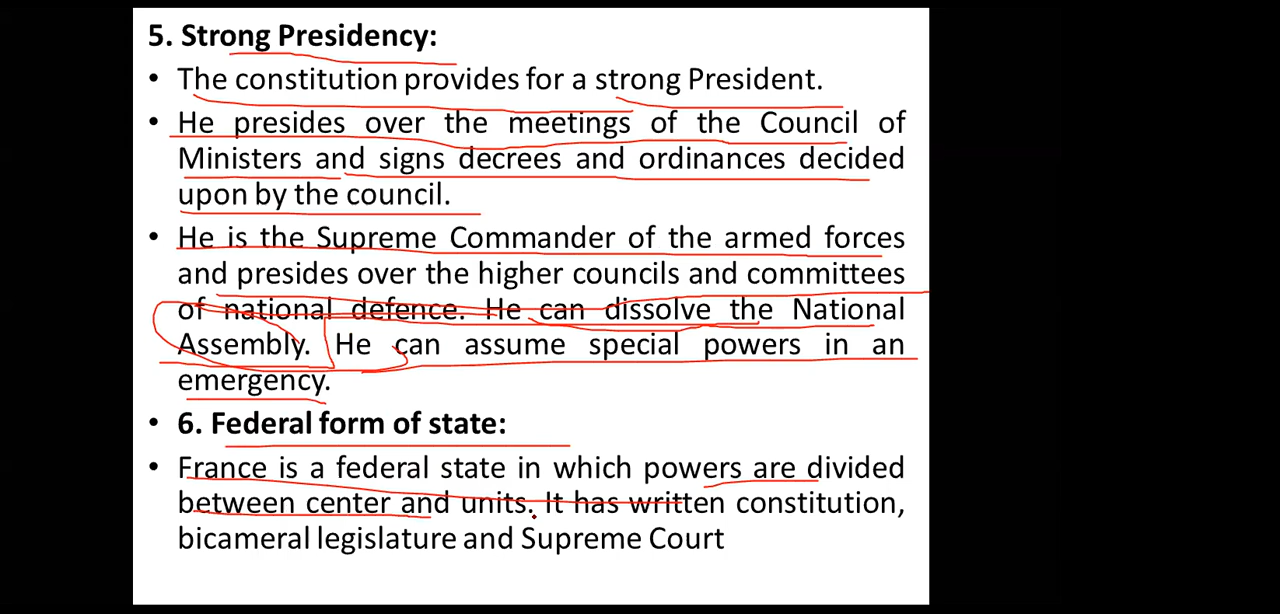 5. Strong Presidency:
• The constitution provides for a strong President.
• He presides over the meetings of the Council of
Ministers and signs decrees and ordinances decided
upon by the council.
• He is the Supreme Commander of the armed forces
and presides over the higher councils and committees
of national defence. He can dissolve the National
Assembly. He can assume special powers in an
emergency.
• 6. Federal form of state:
• France is a federal state in which powers are divided
between center and units. It has written constitution,
bicameral legislature and Supreme Court